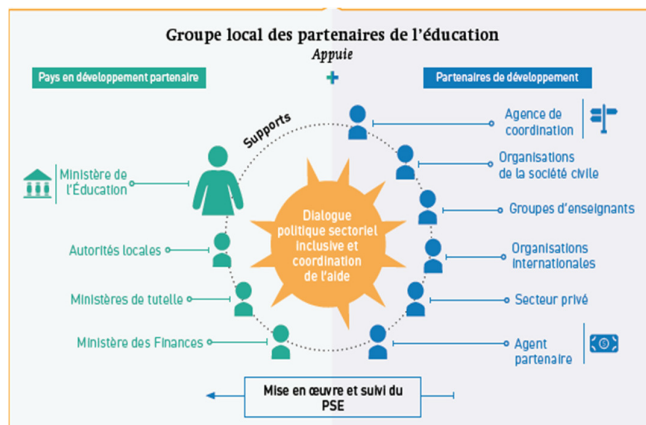 Groupe local des partenaires de l'éducation
Appuie
Pays en développement partenaire
+
Partenaires de développement
Supports
Ministère de
l'Éducation
Autorités locales
Ministères de tutelle
Ministère des Finances
Dialogue
politique sectoriel
inclusive et
coordination
de l'aide
Agence de
coordination
Organisations
de la société civile
Groupes d'enseignants
Organisations
internationales
Secteur privé
Agent
partenaire
Mise en œuvre et suivi du
PSE